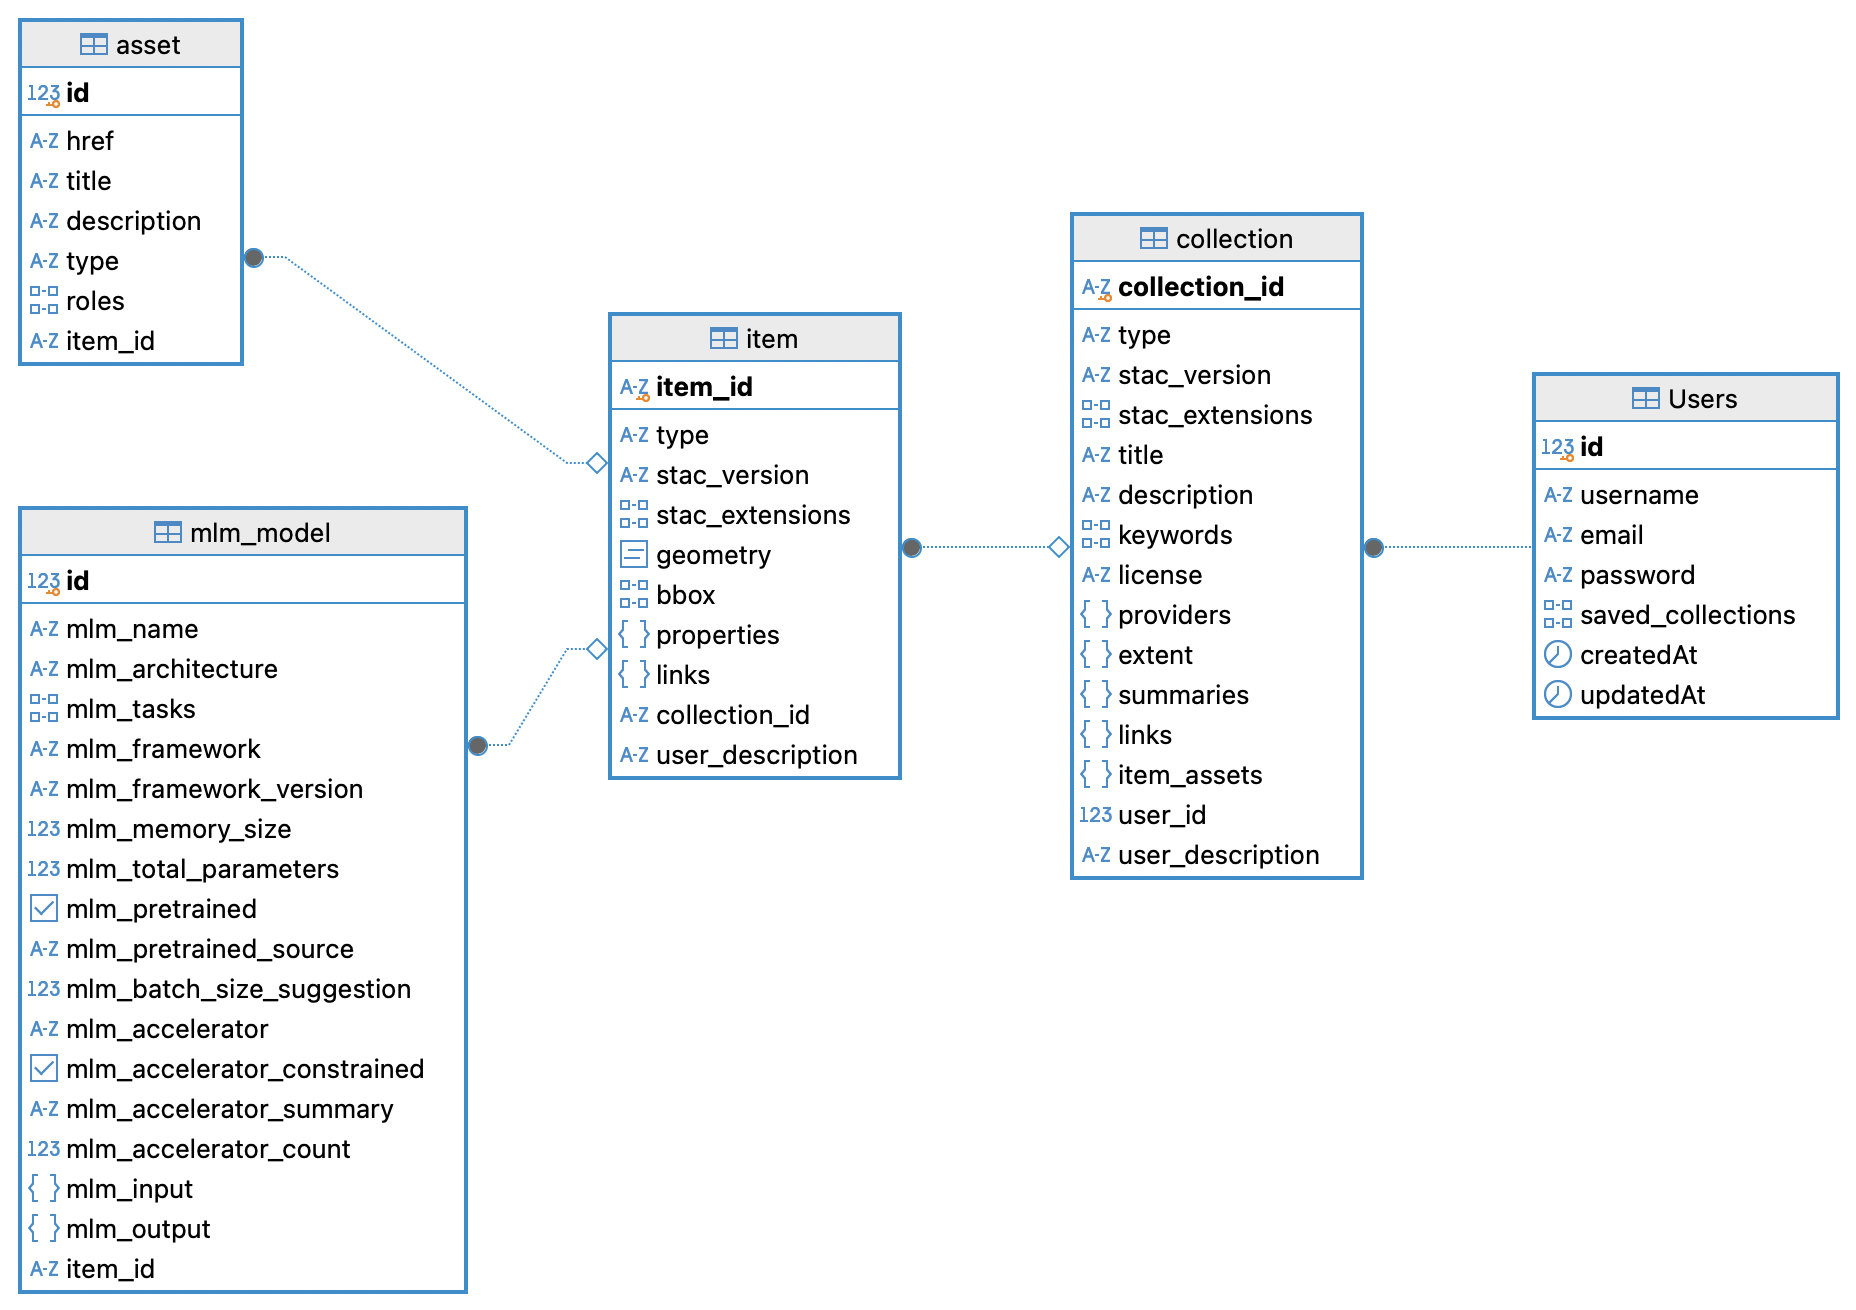 asset
123 id
A-Z href
A-Z title
A-Z description
A-Z type
roles
A-Z item_id
mlm_model
123 id
A-Z mlm_name
A-Z mlm_architecture
mlm_tasks
A-Z mlm_framework
A-Z mlm_framework_version
123 mlm_memory_size
123 mlm_total_parameters
mlm_pretrained
A-Z mlm_pretrained_source
123 mlm_batch_size_suggestion
A-Z mlm_accelerator
mlm_accelerator_constrained
A-Z mlm_accelerator_summary
123 mlm_accelerator_count
{ } mlm_input
{ } mlm_output
A-Z item_id
item
A-Z item_id
A-Z type
A-Z stac_version
stac_extensions
geometry
bbox
{ } properties
{ } links
A-Z collection_id
A-Z user_description
collection
A-Z collection_id
A-Z type
A-Z stac_version
stac_extensions
A-Z title
A-Z description
keywords
A-Z license
{ } providers
{ } extent
{ } summaries
{ } links
{ } item_assets
123 user_id
A-Z user_description
Users
123 id
A-Z username
A-Z email
A-Z password
saved_collections
createdAt
updatedAt